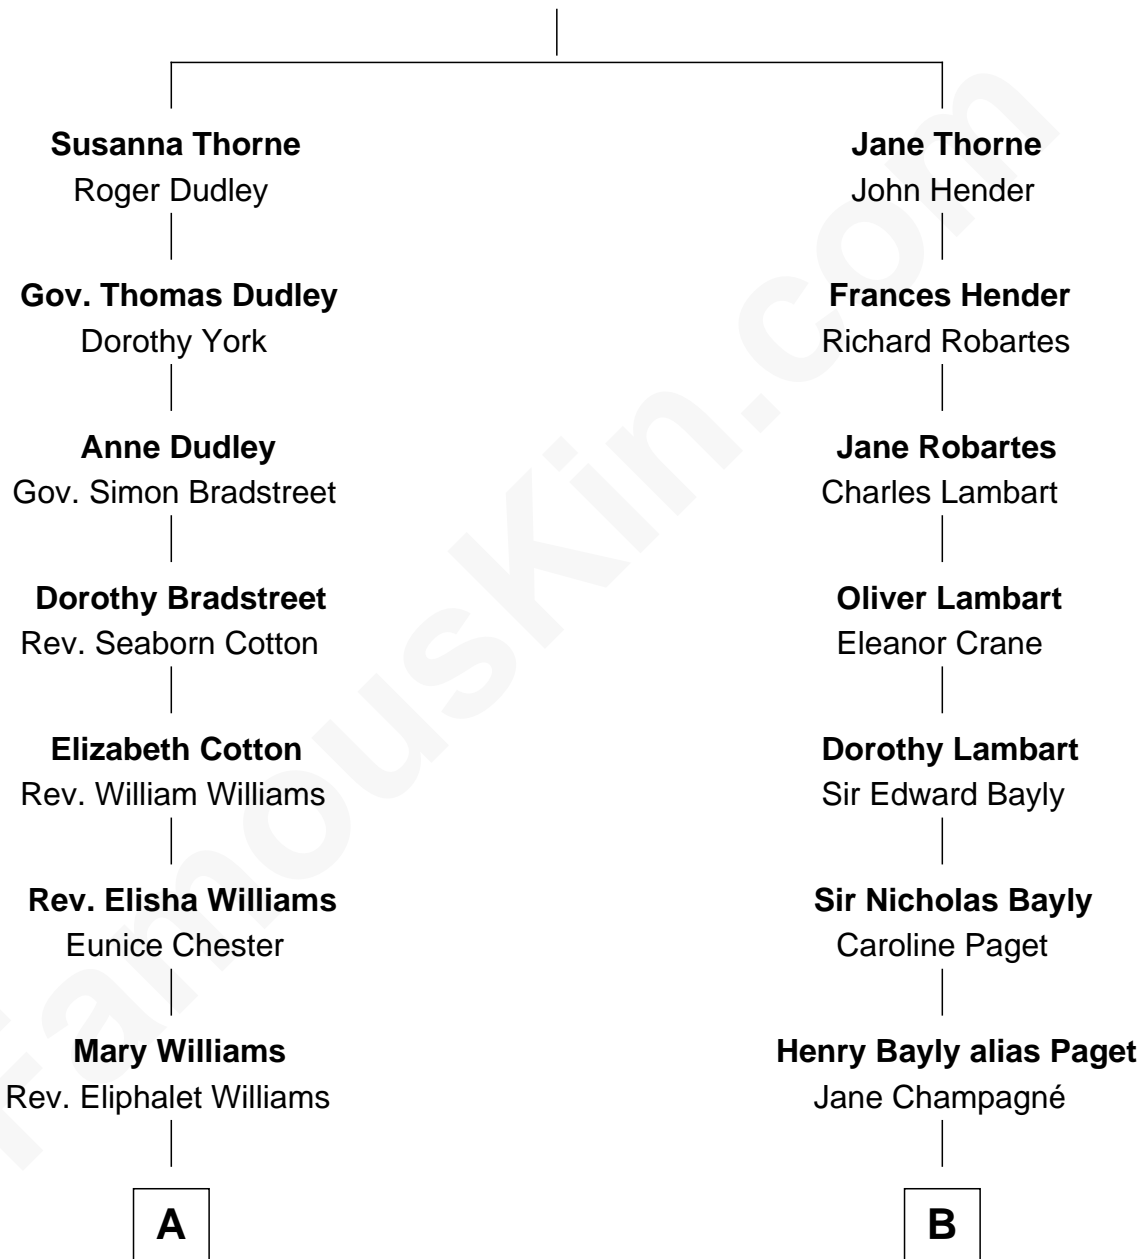 Susanna Thorne
Roger Dudley
Gov. Thomas Dudley
Dorothy York
Anne Dudley
Gov. Simon Bradstreet
Dorothy Bradstreet
Rev. Seaborn Cotton
Elizabeth Cotton
Rev. William Williams
Rev. Elisha Williams
Eunice Chester
Mary Williams
Rev. Eliphalet Williams
A
Jane Thorne
John Hender
Frances Hender
Richard Robartes
Jane Robartes
Charles Lambart
Oliver Lambart
Eleanor Crane
Dorothy Lambart
Sir Edward Bayly
Sir Nicholas Bayly
Caroline Paget
Henry Bayly alias Paget
Jane Champagné
B
FamousKin.com